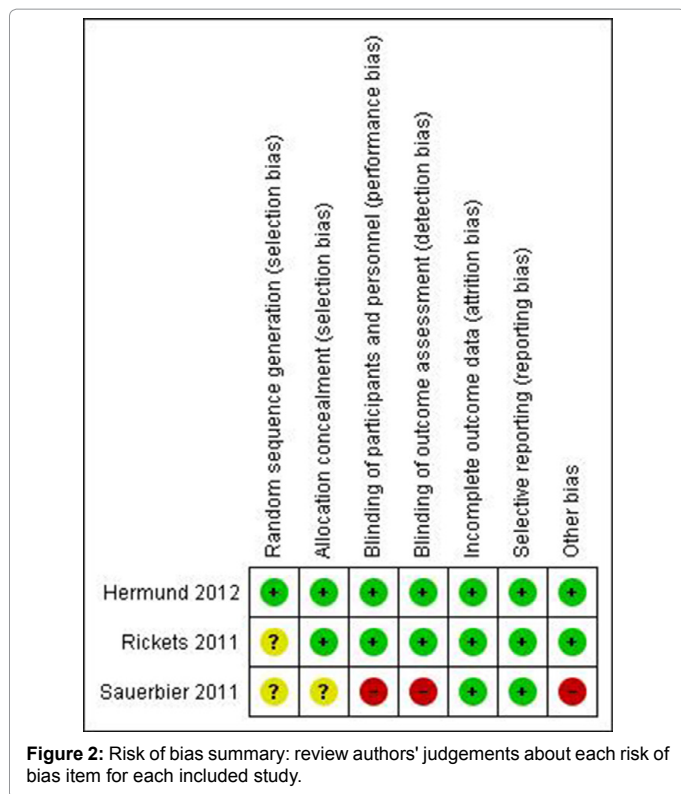 Random sequence generation (selection bias)
Allocation concealment (selection bias)
Blinding of participants and personnel (performance bias)
Blinding of outcome assessment (detection bias)
Incomplete outcome data (attrition bias)
Selective reporting (reporting bias)
Other bias
Hermund 2012 + + + + + + +
Rickets 2011 ? + + + + + +
Sauerbier 2011 ? ? - - + + -
Figure 2: Risk of bias summary: review authors' judgements about each risk of
bias item for each included study.